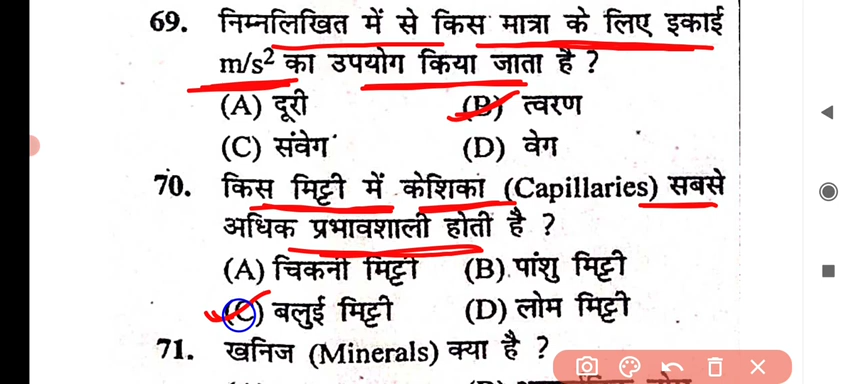 69. निम्नलिखित में से किस मात्रा के लिए इकाई
m/s² का उपयोग किया जाता है ?
(A) दूरी (B) त्वरण
(C) संवेग (D) वेग
70. किस मिट्टी में केशिका (Capillaries) सबसे
अधिक प्रभावशाली होती है ?
(A) चिकनी मिट्टी (B) पांशु मिट्टी
(C) बलुई मिट्टी (D) लोम मिट्टी
71. खनिज (Minerals) क्या है ?